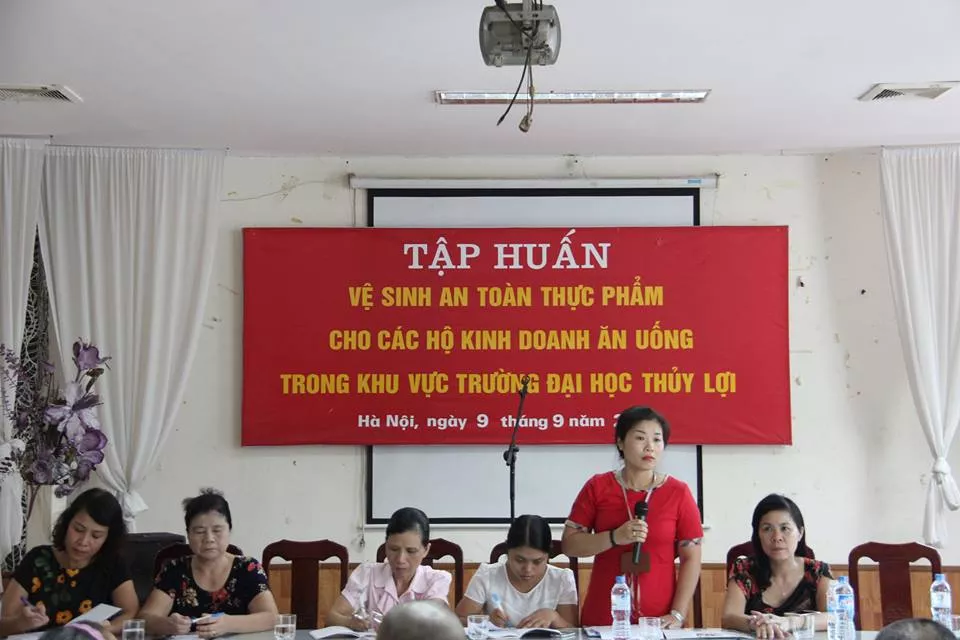 TẬP HUẤN
VỆ SINH AN TOÀN THỰC PHẨM
CHO CÁC HỘ KINH DOANH ĂN UỐNG
TRONG KHU VỰC TRƯỜNG ĐẠI HỌC THỦY LỢI
Hà Nội, ngày 9 tháng 9 năm 2